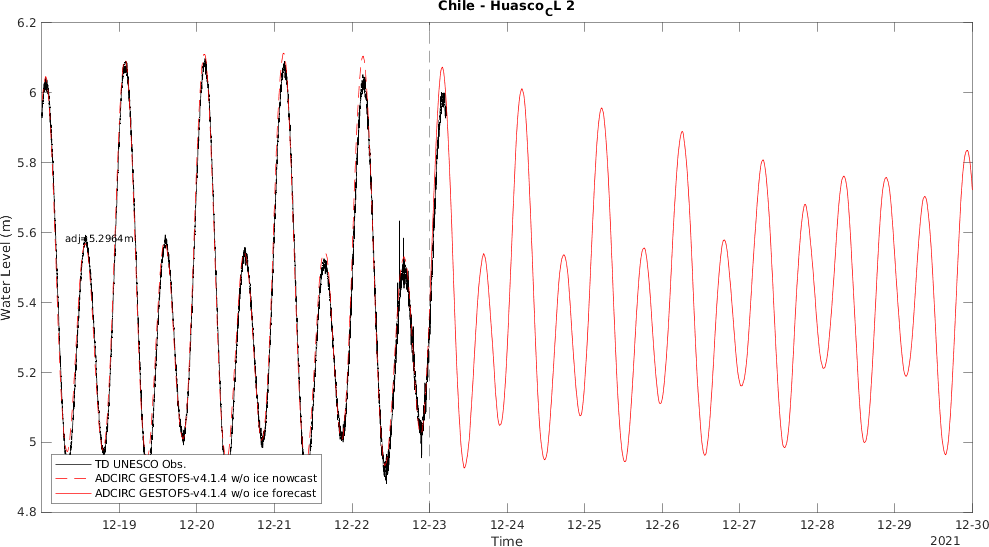 Chile - HuascoCL 2
Water Level (m)
6.2
6
5.8
5.6
5.4
5.2
5
4.8
adj=5.2964m
TD UNESCO Obs.
ADCIRC GESTOFS-v4.1.4 w/o ice nowcast
ADCIRC GESTOFS-v4.1.4 w/o ice forecast
12-19 12-20 12-21 12-22 12-23 12-24 12-25 12-26 12-27 12-28 12-29 12-30
Time
2021